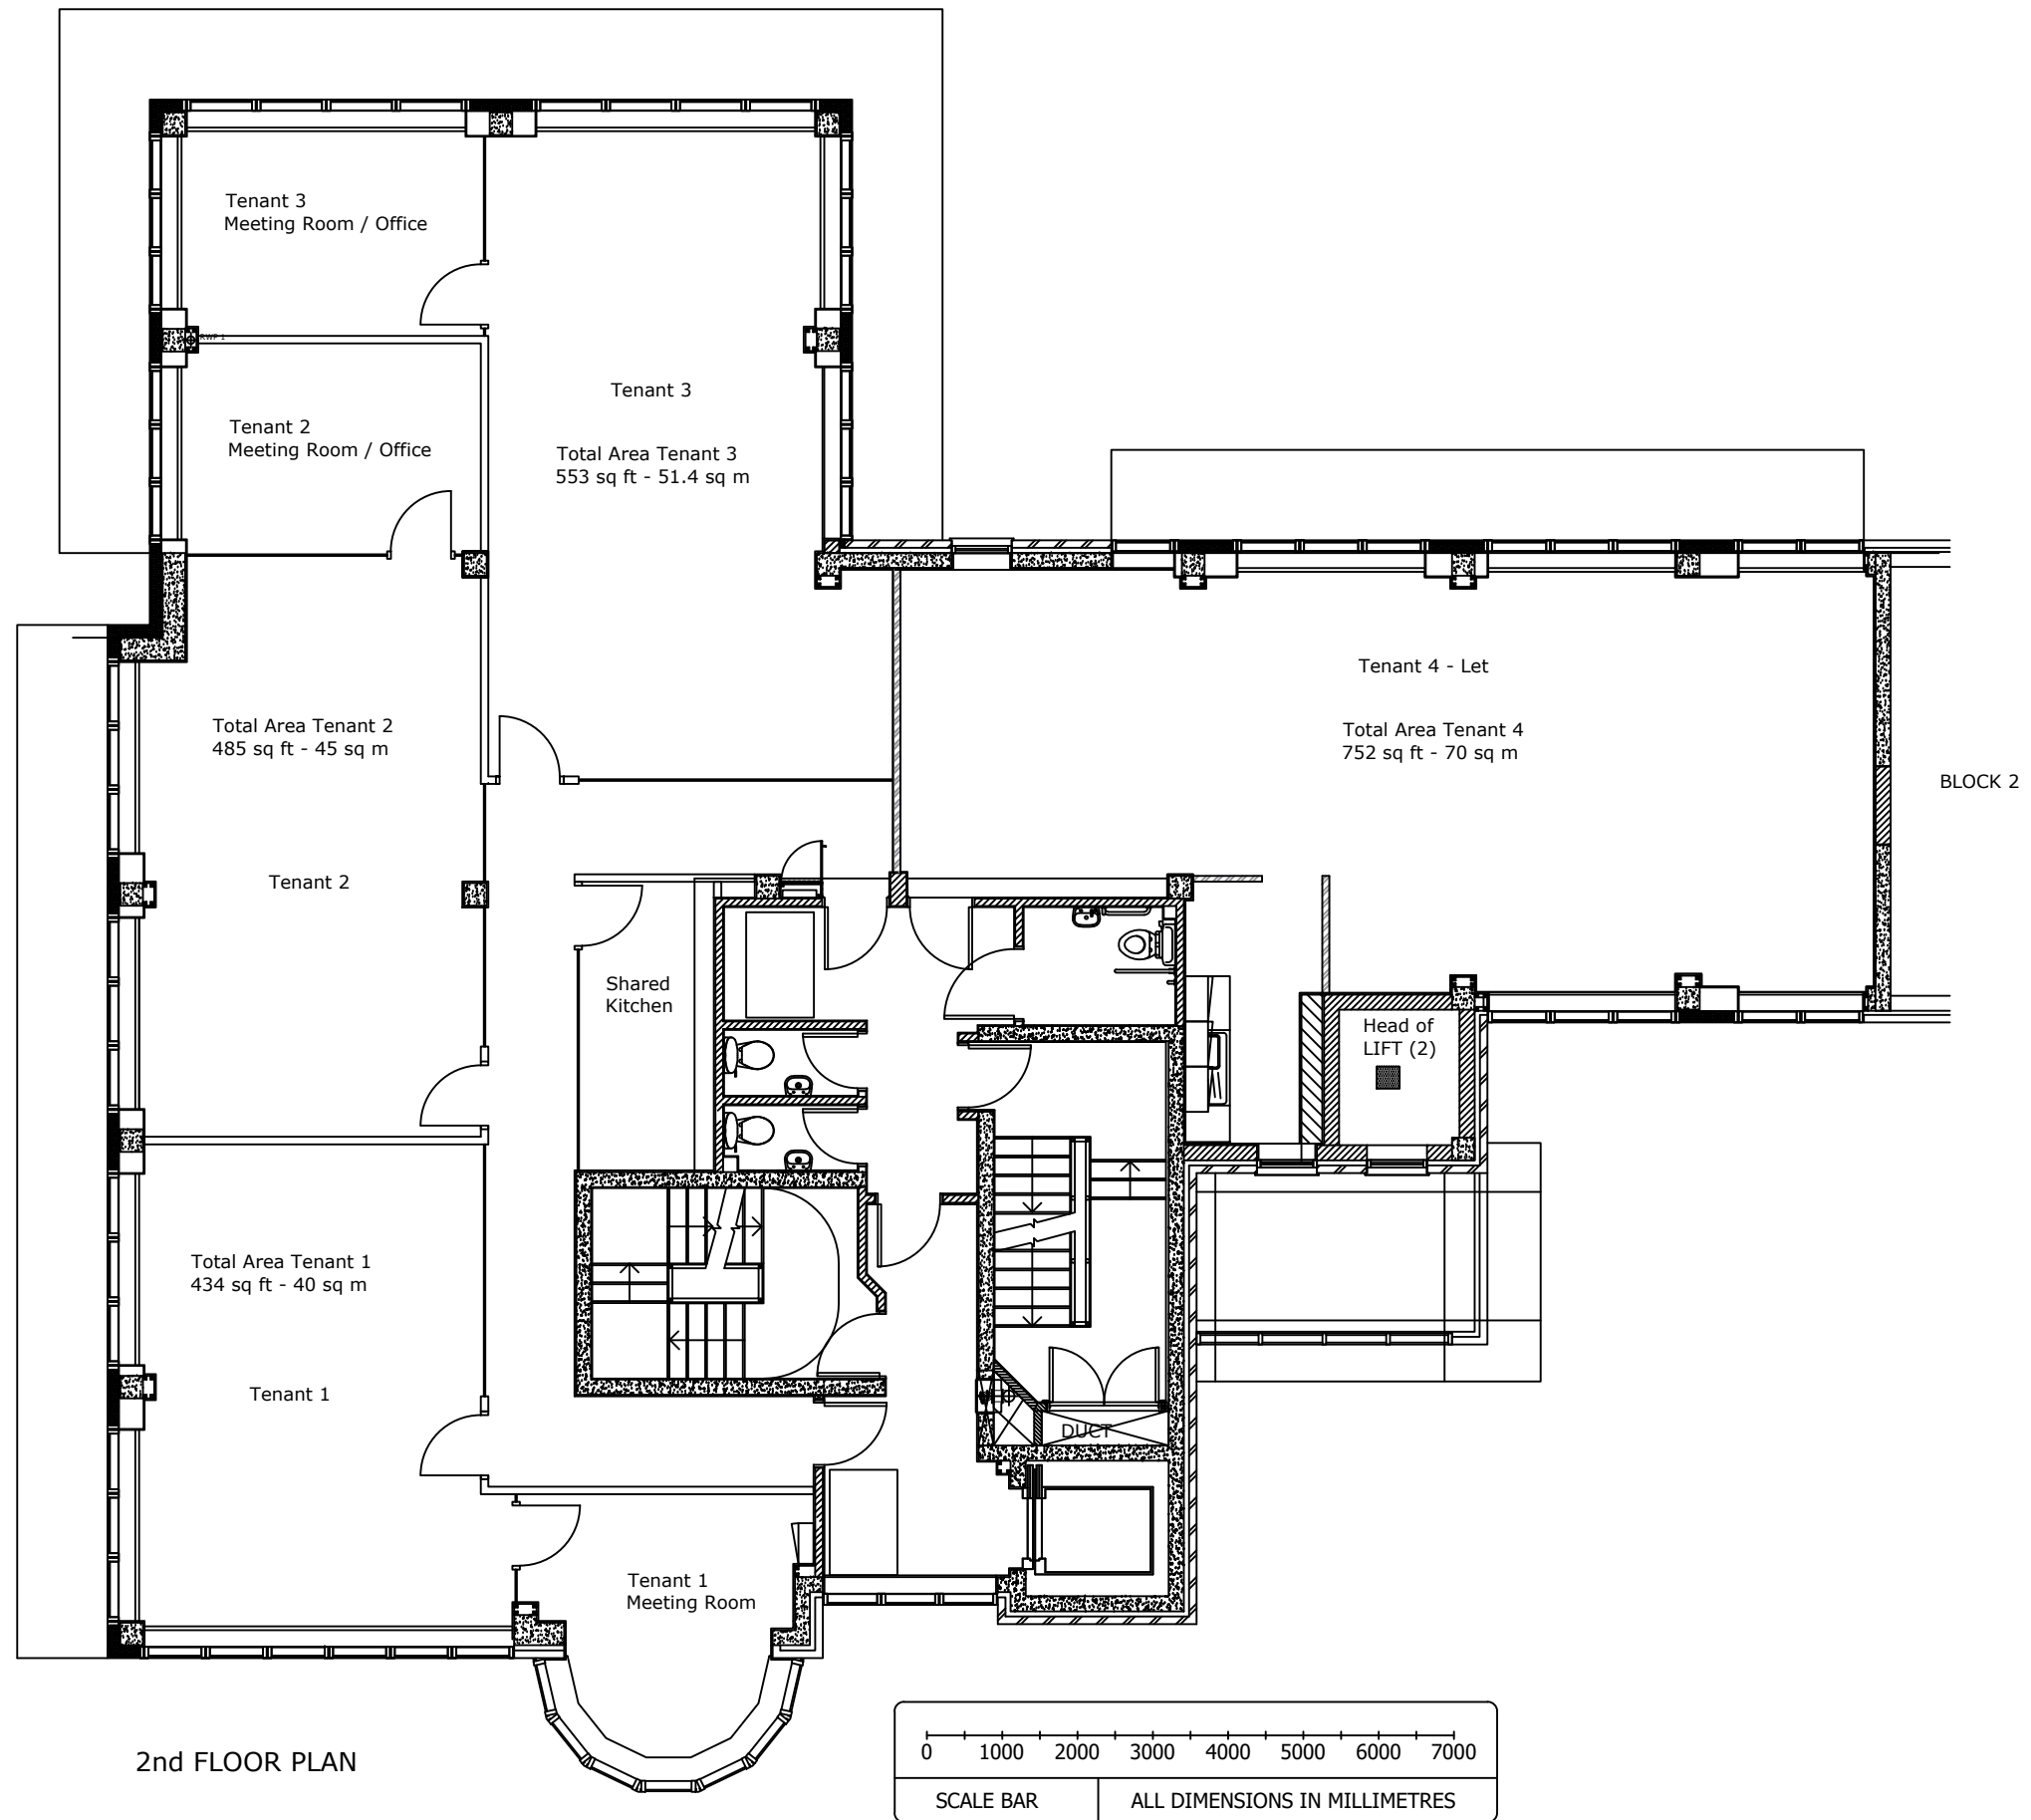 Tenant 3
Meeting Room / Office
RWP 1
Tenant 3
Tenant 2
Meeting Room / Office
Total Area Tenant 3
553 sq ft - 51.4 sq m
Tenant 4 - Let
Total Area Tenant 2
485 sq ft - 45 sq m
Total Area Tenant 4
752 sq ft - 70 sq m
BLOCK 2
Tenant 2
Shared
Kitchen
Head of
LIFT (2)
Total Area Tenant 1
434 sq ft - 40 sq m
Tenant 1
DUCT
Tenant 1
Meeting Room
2nd FLOOR PLAN
0 1000 2000 3000 4000 5000 6000 7000
SCALE BAR ALL DIMENSIONS IN MILLIMETRES